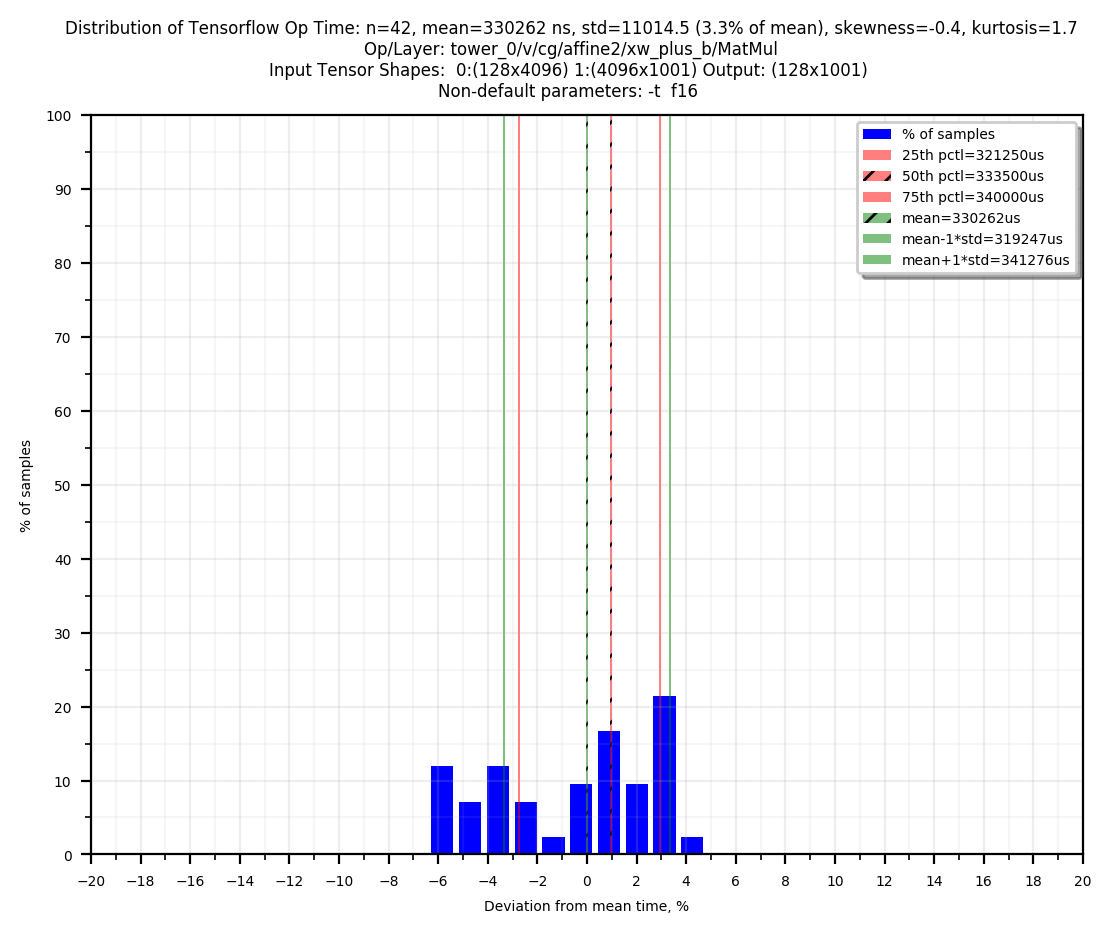 Distribution of Tensorflow Op Time: n=42, mean=330262 ns, std=11014.5 (3.3% of mean), skewness=-0.4, kurtosis=1.7
Op/Layer: tower_0/v/cg/affine2/xw_plus_b/MatMul
Input Tensor Shapes:  0:(128x4096) 1:(4096x1001) Output: (128x1001)
Non-default parameters: -t  f16
% of samples
25th pctl=321250us
50th pctl=333500us
75th pctl=340000us
mean=330262us
mean-1*std=319247us
mean+1*std=341276us
100
90
80
70
60
50
40
30
20
10
0
% of samples
−20 −18 −16 −14 −12 −10 −8 −6 −4 −2 0 2 4 6 8 10 12 14 16 18 20
Deviation from mean time, %